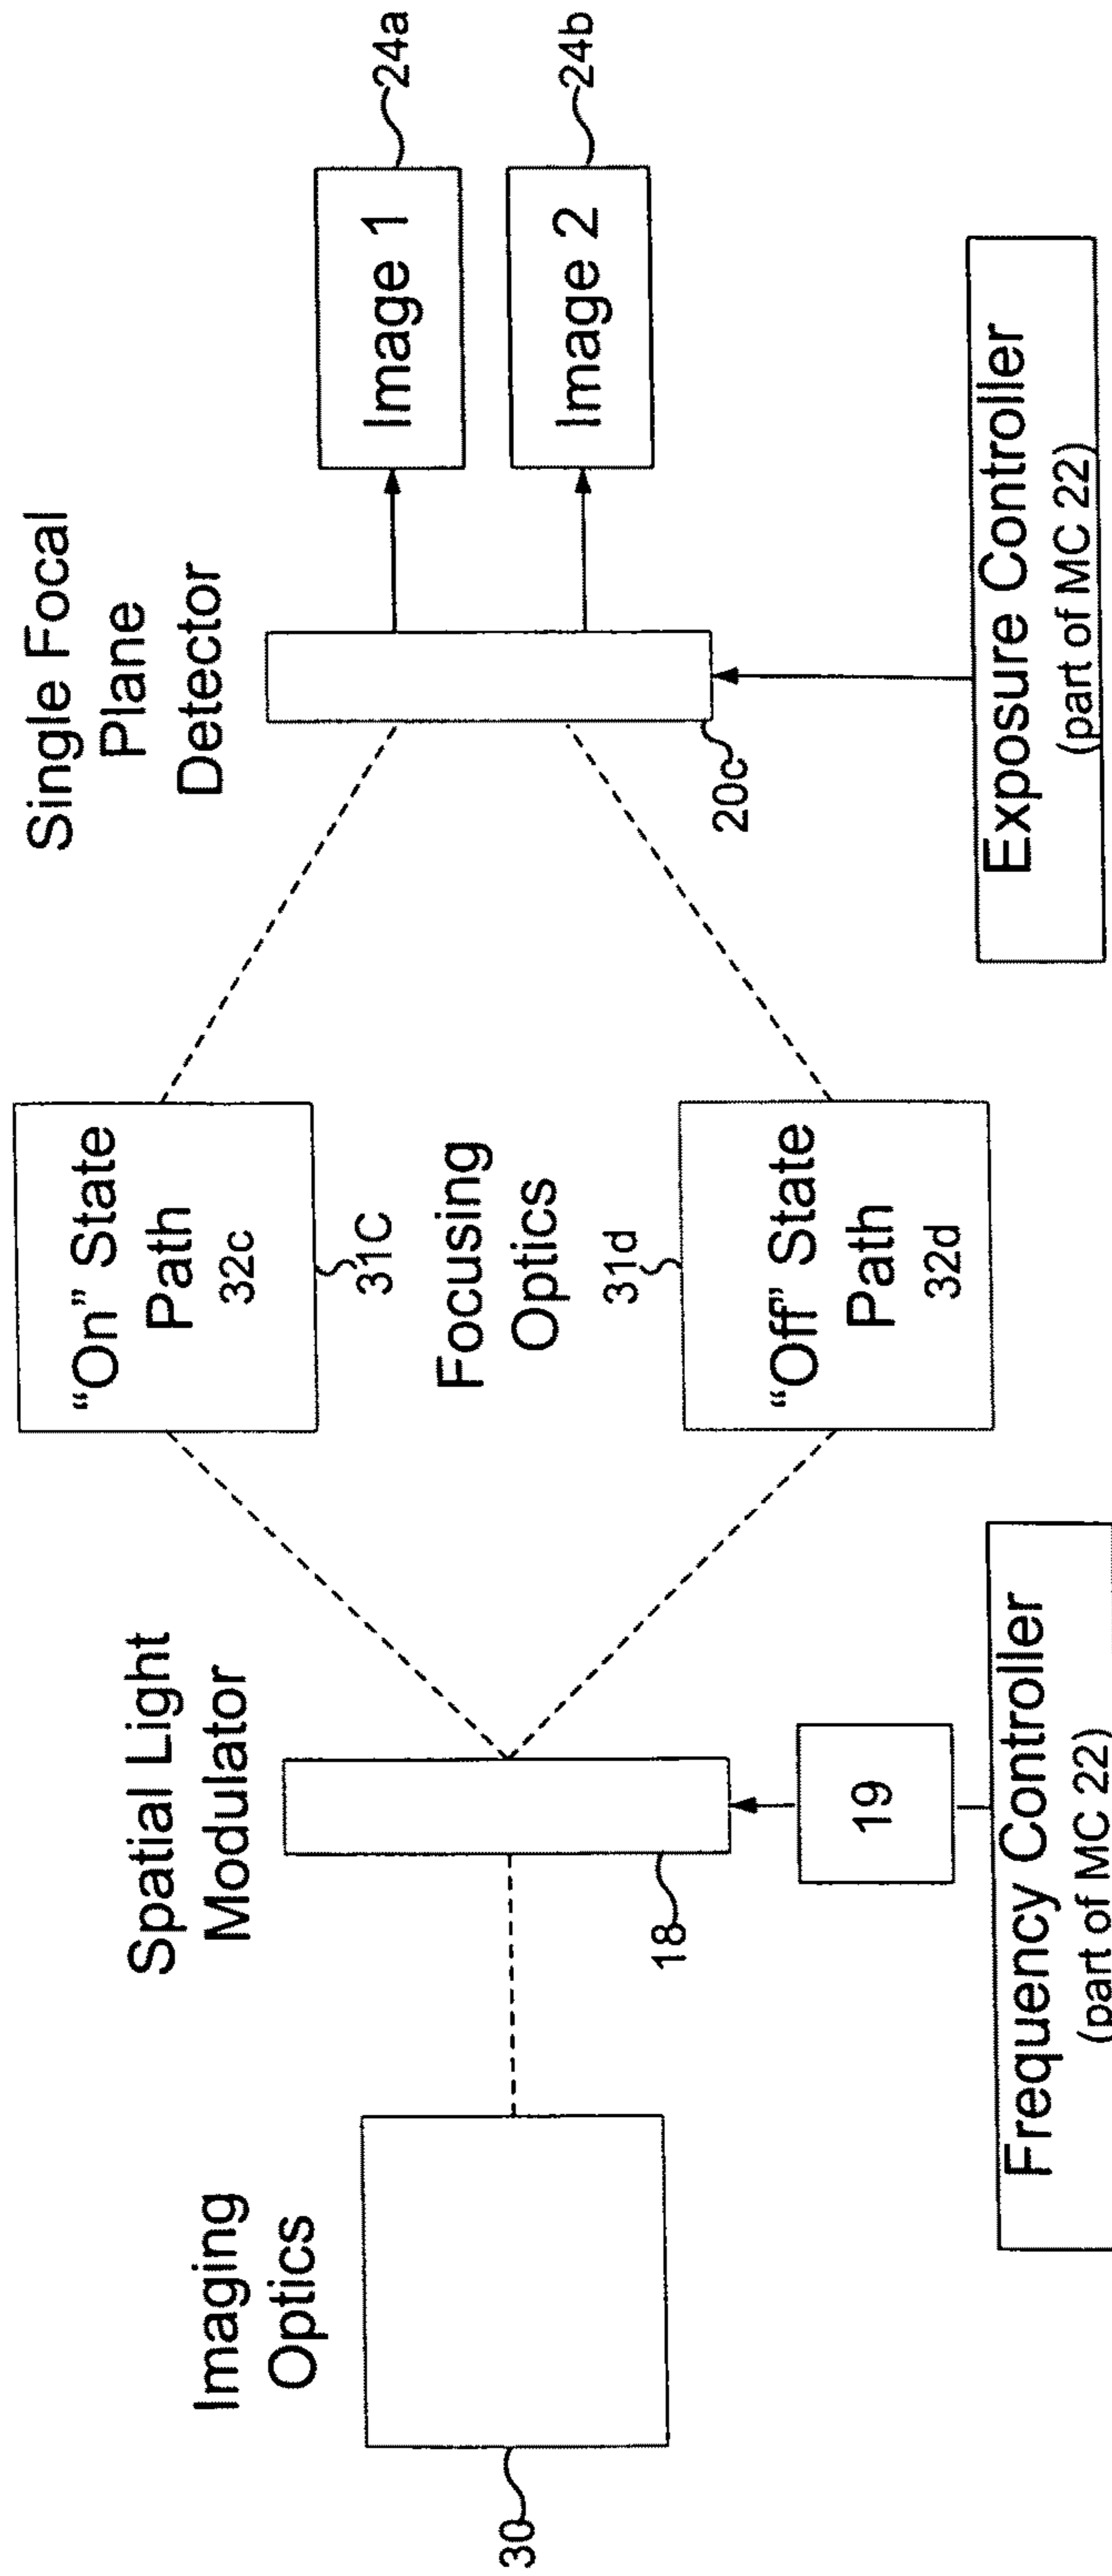 Imaging
Optics
30
Spatial Light
Modulator
18
19
Frequency Controller
(part of MC 22)
“On” State
Path
32c
31C
Focusing
Optics
31d
“Off” State
Path
32d
Single Focal
Plane
Detector
20c
Exposure Controller
(part of MC 22)
Image 1
24a
Image 2
24b